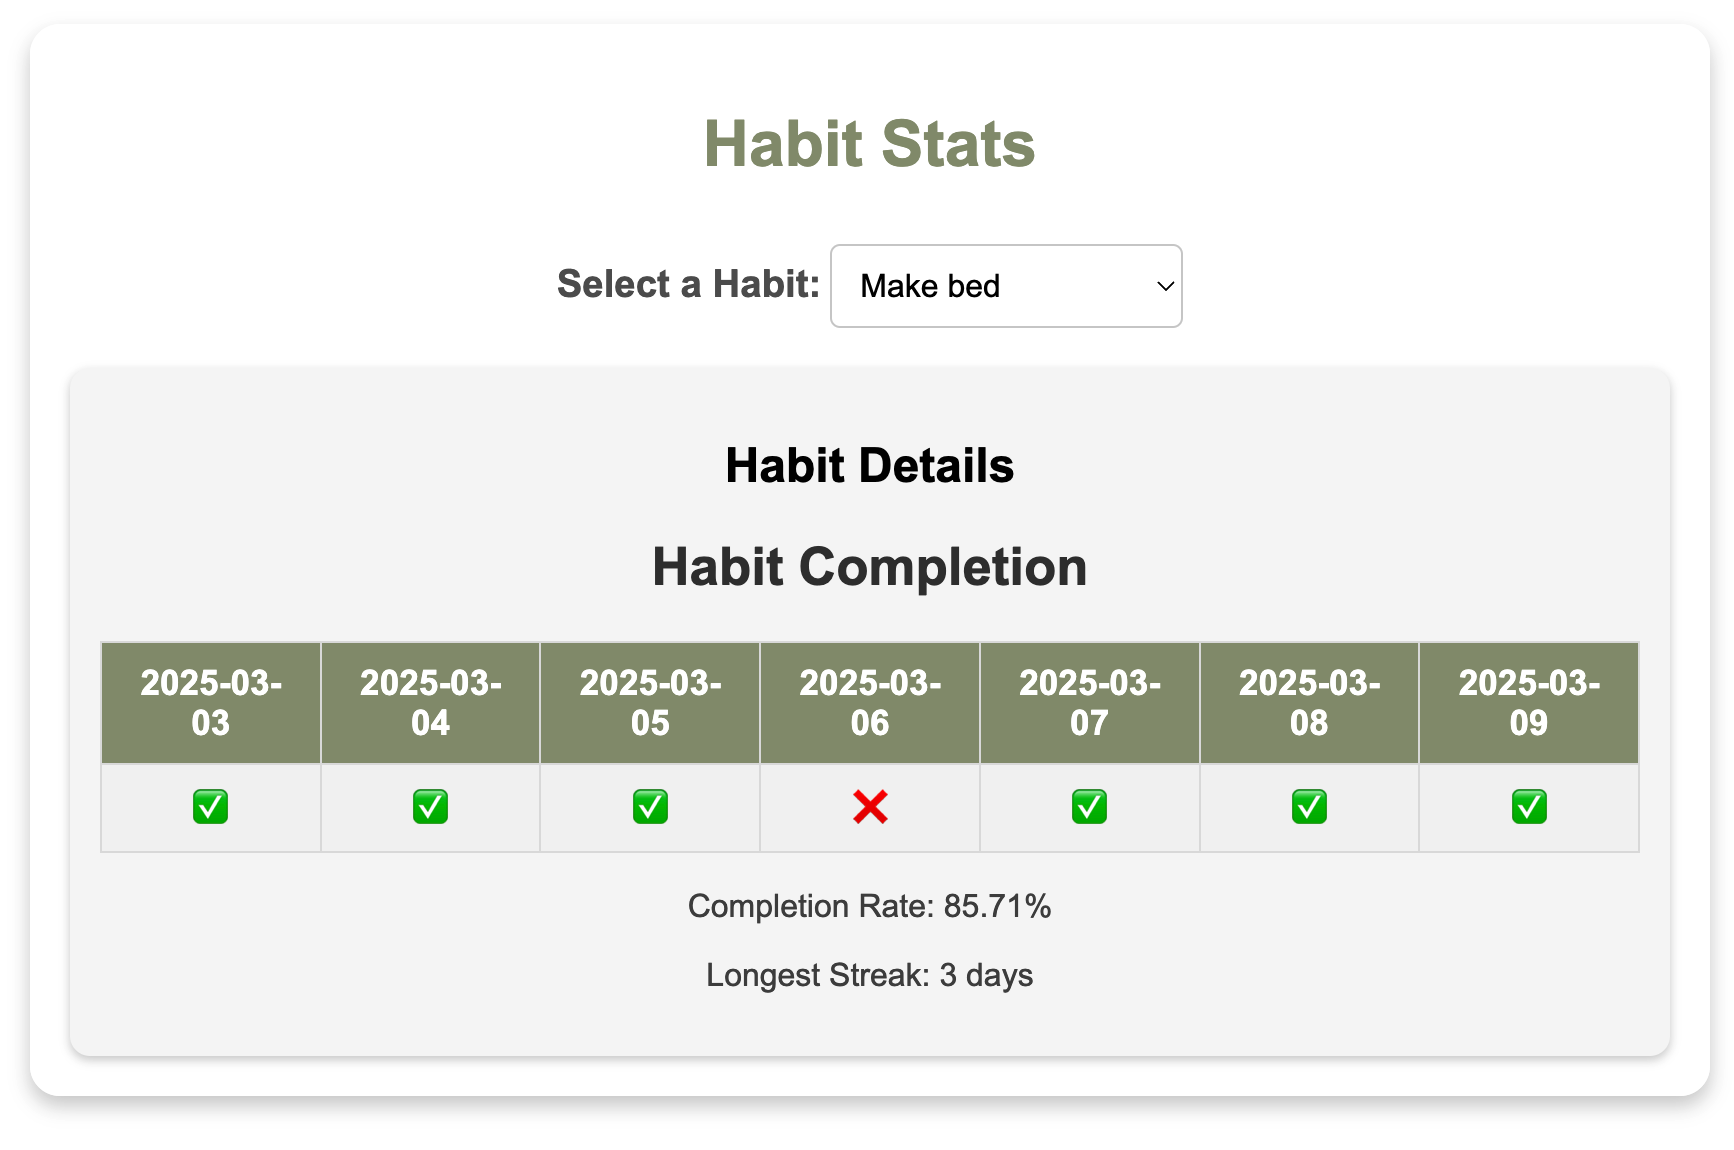 Habit Stats
Select a Habit: Make bed
Habit Details
Habit Completion
2025-03-03 2025-03-04 2025-03-05 2025-03-06 2025-03-07 2025-03-08 2025-03-09
✅ ✅ ✅ ❌ ✅ ✅ ✅
Completion Rate: 85.71%
Longest Streak: 3 days